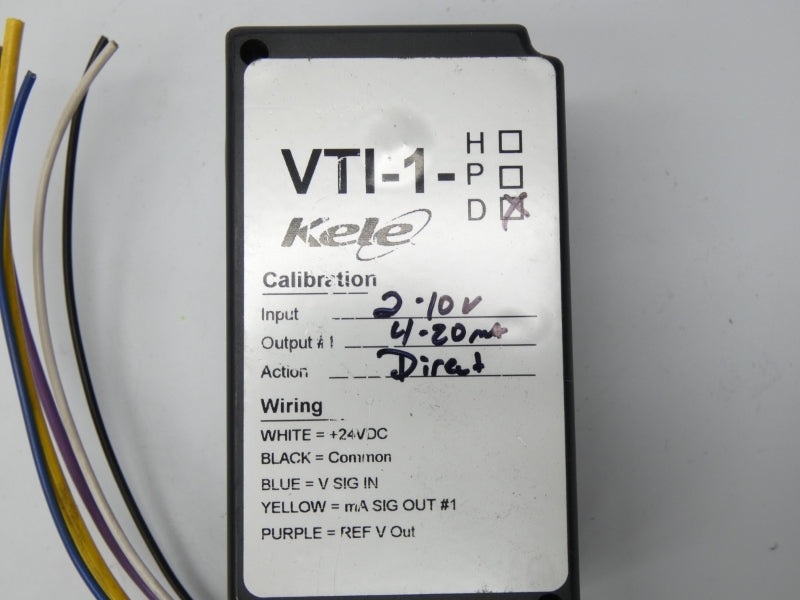 H
VTI-1- P
D
Kele
Calibration
Input 2-10V
Output #1 4-20mA
Action Direct
Wiring
WHITE = +24VDC
BLACK = Common
BLUE = V SIG IN
YELLOW = mA SIG OUT #1
PURPLE = REF V Out